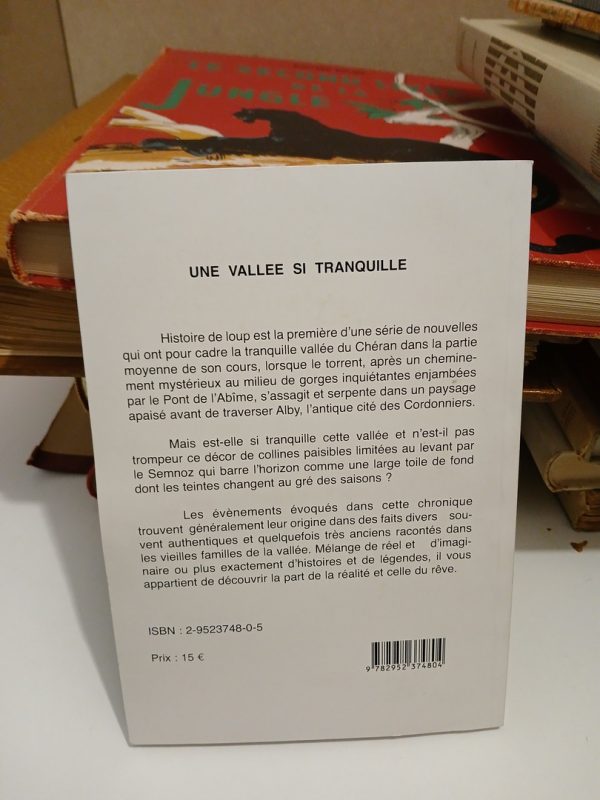 LE SECOND LIVRE
DE LA
JUNGLE
UNE VALLEE SI TRANQUILLE
Histoire de loup est la première d'une série de nouvelles
qui ont pour cadre la tranquille vallée du Chéran dans la partie
moyenne de son cours, lorsque le torrent, après un chemine-
ment mystérieux au milieu de gorges inquiétantes enjambées
par le Pont de l'Abîme, s'assagit et serpente dans un paysage
apaisé avant de traverser Alby, l'antique cité des Cordonniers.
Mais est-elle si tranquille cette vallée et n'est-il pas
trompeur ce décor de collines paisibles limitées au levant par
le Semnoz qui barre l'horizon comme une large toile de fond
dont les teintes changent au gré des saisons ?
Les évènements évoqués dans cette chronique
trouvent généralement leur origine dans des faits divers sou-
vent authentiques et quelquefois très anciens racontés dans
les vieilles familles de la vallée. Mélange de réel et d'imagi-
naire ou plus exactement d'histoires et de légendes, il vous
appartient de découvrir la part de la réalité et celle du rêve.
ISBN : 2-9523748-0-5
Prix : 15 €
9 782952 374804